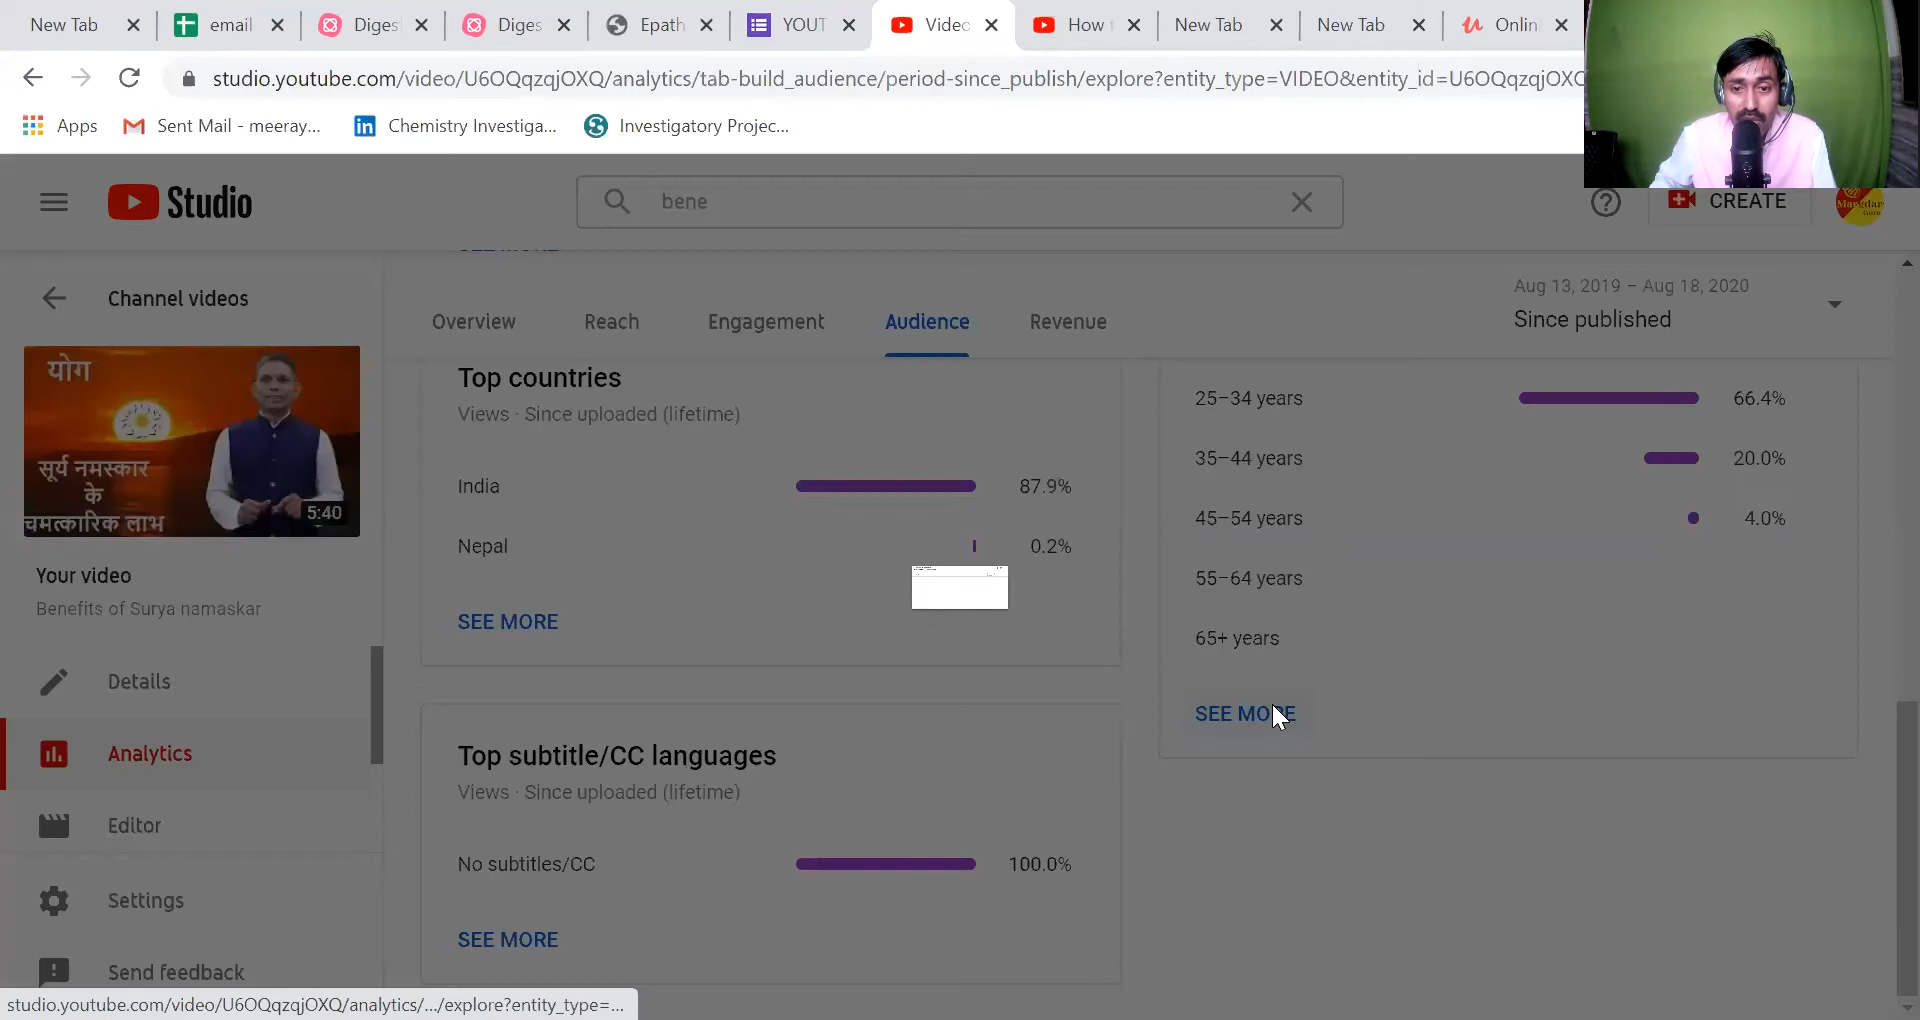 New Tab
email
Diges
Diges
Epath
YOUT
Video
How
New Tab
New Tab
Onlin
studio.youtube.com/video/U6OQqzqjOXQ/analytics/tab-build_audience/period-since_publish/explore?entity_type=VIDEO&entity_id=U6OQqzqjOXQ
Apps
Sent Mail - meeray...
Chemistry Investiga...
Investigatory Projec...
Studio
bene
CREATE
Channel videos
Overview
Reach
Engagement
Audience
Revenue
Aug 13, 2019 – Aug 18, 2020
Since published
योग
सूर्य नमस्कार
के
चमत्कारिक लाभ
5:40
Your video
Benefits of Surya namaskar
Details
Analytics
Editor
Settings
Send feedback
Top countries
Views · Since uploaded (lifetime)
India 87.9%
Nepal 0.2%
SEE MORE
Top subtitle/CC languages
Views · Since uploaded (lifetime)
No subtitles/CC 100.0%
SEE MORE
25–34 years 66.4%
35–44 years 20.0%
45–54 years 4.0%
55–64 years
65+ years
SEE MORE
studio.youtube.com/video/U6OQqzqjOXQ/analytics/.../explore?entity_type=...